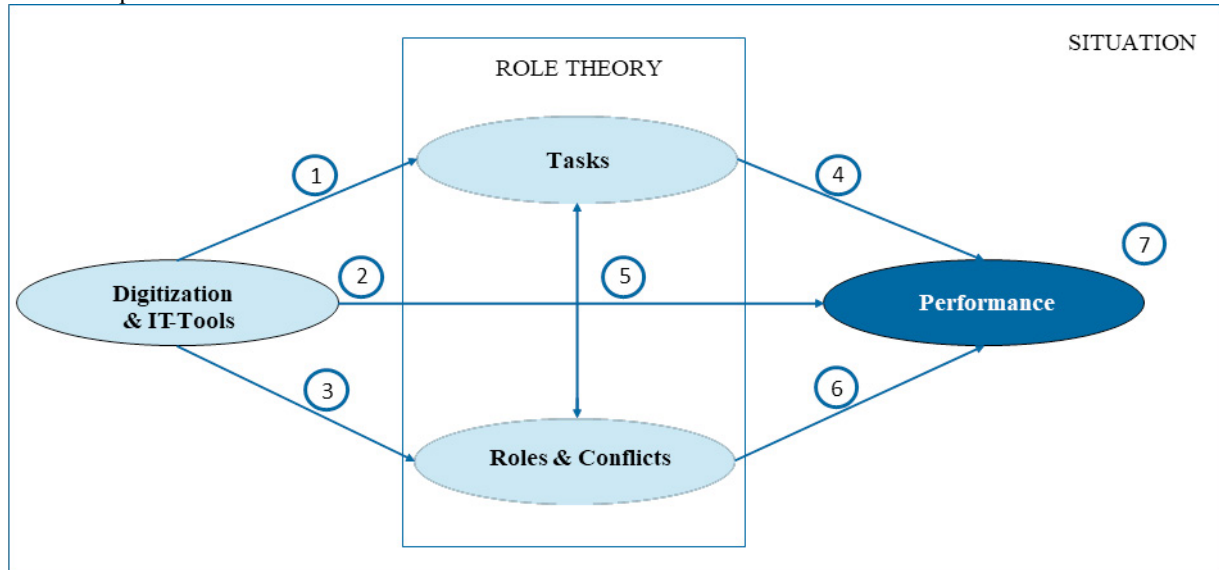 SITUATION
ROLE THEORY
Tasks
1
4
7
2
5
Digitization
& IT-Tools
Performance
3
6
Roles & Conflicts